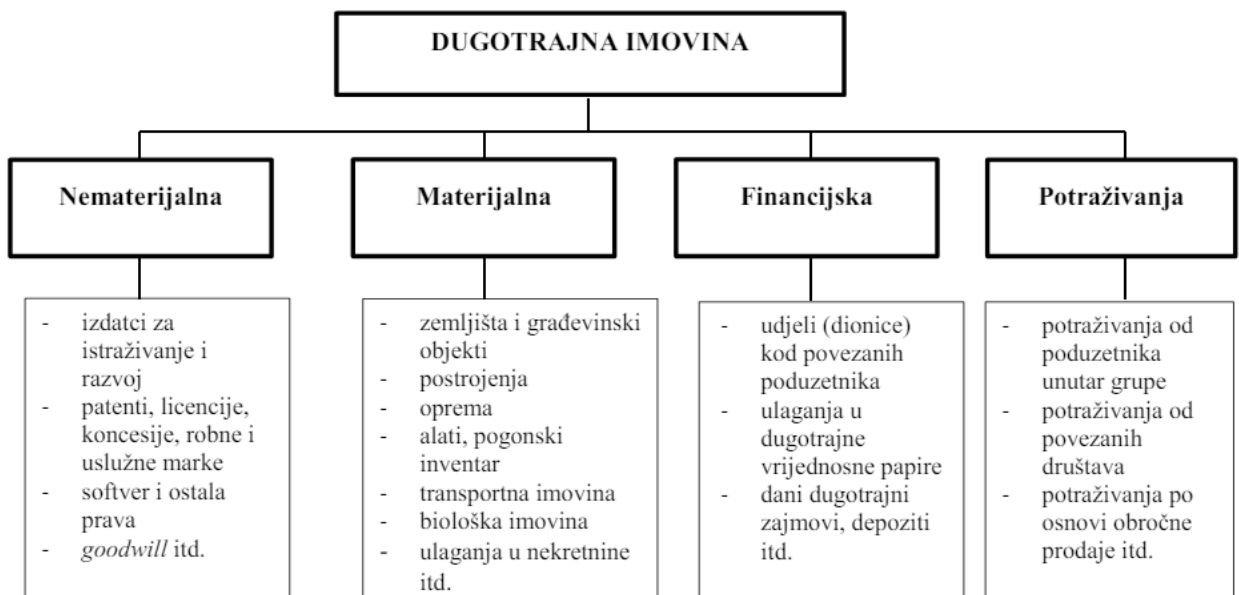 DUGOTRAJNA IMOVINA
Nematerijalna
Materijalna
Financijska
Potraživanja
- izdatci za
istraživanje i
razvoj
- patenti, licencije,
koncesije, robne i
uslužne marke
- softver i ostala
prava
- goodwill itd.
- zemljišta i građevinski
objekti
- postrojenja
- oprema
- alati, pogonski
inventar
- transportna imovina
- biološka imovina
- ulaganja u nekretnine
itd.
- udjeli (dionice)
kod povezanih
poduzetnika
- ulaganja u
dugotrajne
vrijednosne papire
- dani dugotrajni
zajmovi, depoziti
itd.
- potraživanja od
poduzetnika
unutar grupe
- potraživanja od
povezanih
društava
- potraživanja po
osnovi obročne
prodaje itd.